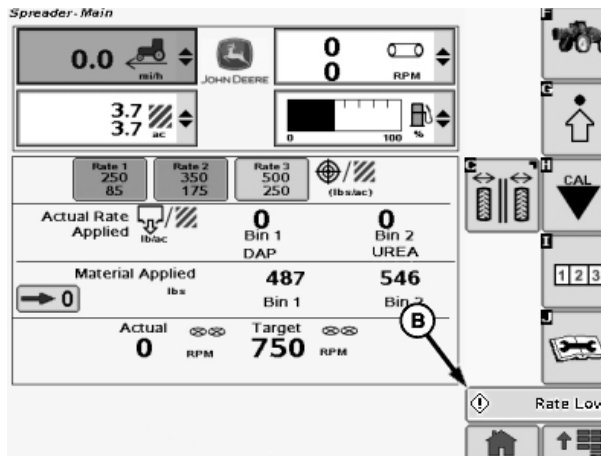 Spreader-Main
F
0.0
mi/h
JOHN DEERE
0
0
RPM
G
3.7
3.7
ac
0 100 %
Rate 1
250
85
Rate 2
350
175
Rate 3
500
250
(lbs/ac)
C
H
CAL
Actual Rate
Applied
lb/ac
0
Bin 1
DAP
0
Bin 2
UREA
I
1 2 3
Material Applied
lbs
0
487
Bin 1
546
Bin 2
B
J
Actual
0
RPM
Target
750
RPM
Rate Low